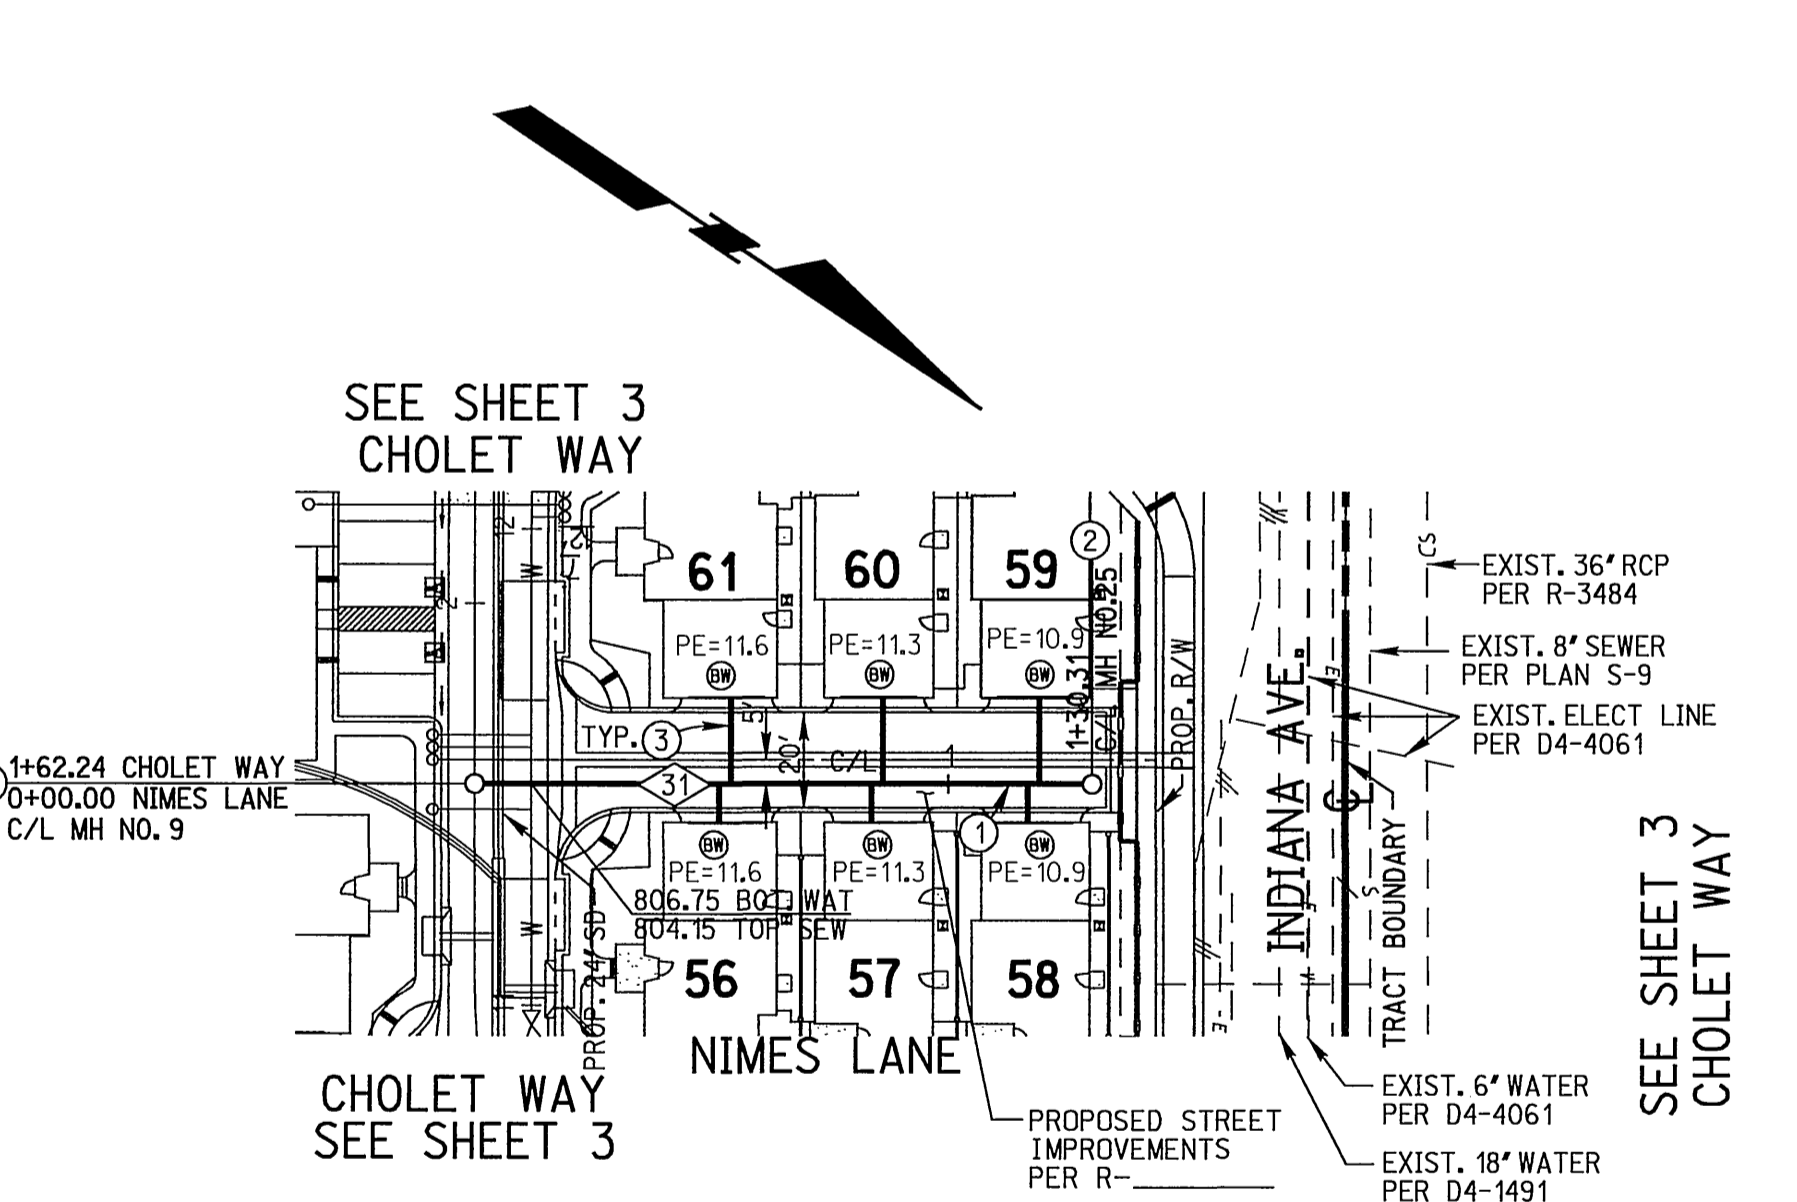 SEE SHEET 3
CHOLET WAY
61
60
59
2
PE=11.6
PE=11.3
PE=10.9
BW
BW
BW
1+30.31
C/L MH NO.25
PROP. R/W
TYP. 3
5'
20'
C/L
1
31
1
12
12'
W
W
1+62.24 CHOLET WAY
0+00.00 NIMES LANE
C/L MH NO. 9
BW
BW
BW
PE=11.6
PE=11.3
PE=10.9
806.75 BOT. WAT
804.15 TOP SEW
PROP. 24" SD
56
57
58
NIMES LANE
CHOLET WAY
SEE SHEET 3
INDIANA AVE.
CL
TRACT BOUNDARY
CS
E
S
E
W
E
EXIST. 36" RCP
PER R-3484
EXIST. 8" SEWER
PER PLAN S-9
EXIST. ELECT LINE
PER D4-4061
SEE SHEET 3
CHOLET WAY
EXIST. 6" WATER
PER D4-4061
EXIST. 18" WATER
PER D4-1491
PROPOSED STREET
IMPROVEMENTS
PER R-